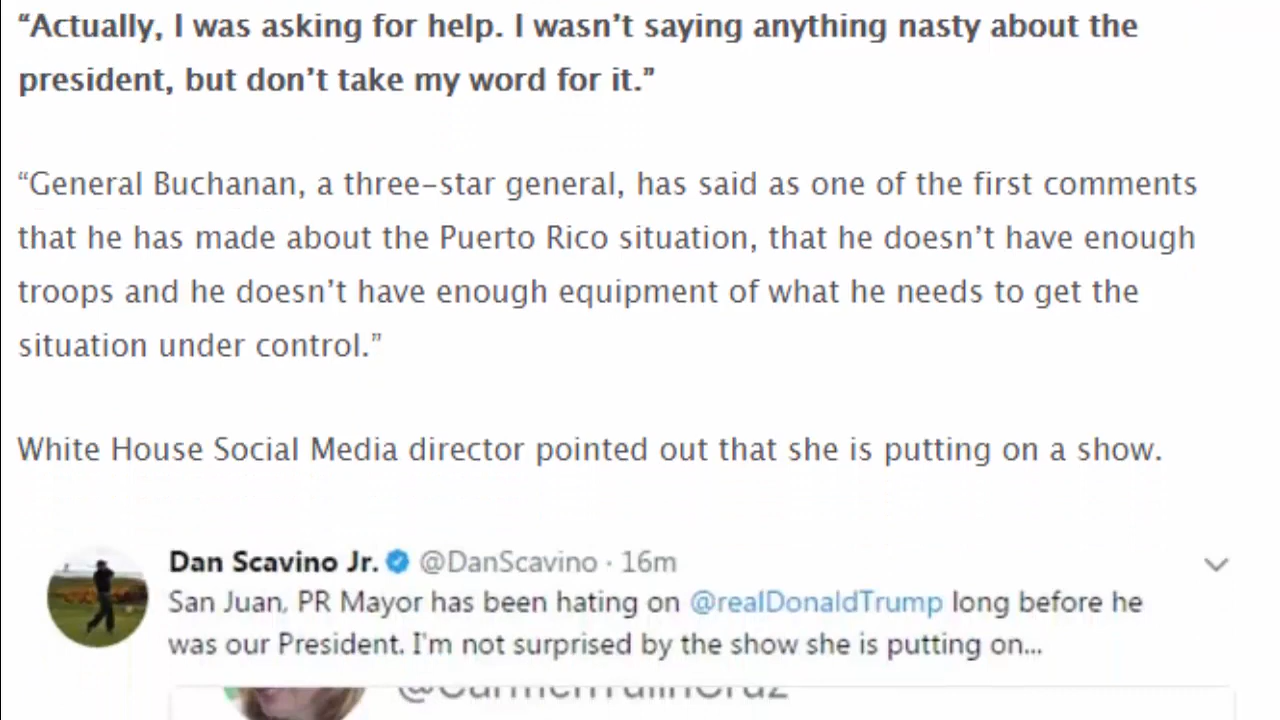 “Actually, I was asking for help. I wasn’t saying anything nasty about the
president, but don’t take my word for it.”
“General Buchanan, a three-star general, has said as one of the first comments
that he has made about the Puerto Rico situation, that he doesn’t have enough
troops and he doesn’t have enough equipment of what he needs to get the
situation under control.”
White House Social Media director pointed out that she is putting on a show.
Dan Scavino Jr. @DanScavino · 16m
San Juan, PR Mayor has been hating on @realDonaldTrump long before he
was our President. I'm not surprised by the show she is putting on...
@CarmenYulinCruz